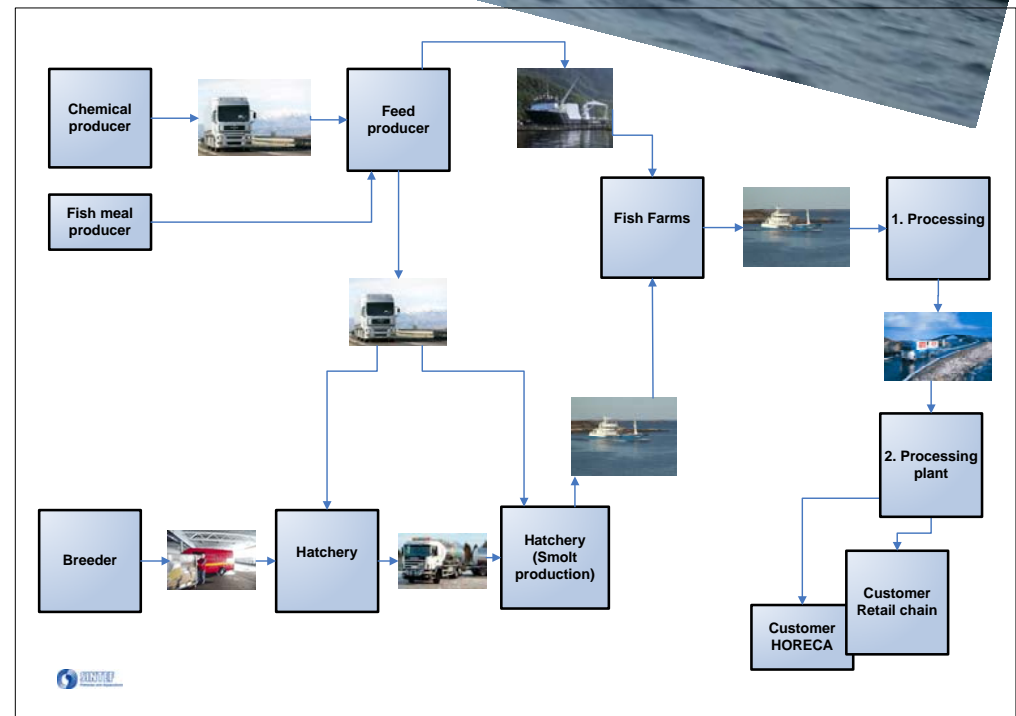 Chemical
producer
Feed
producer
Fish meal
producer
Fish Farms
1. Processing
2. Processing
plant
Breeder
Hatchery
Hatchery
(Smolt
production)
Customer
Retail chain
Customer
HORECA
SINTEF